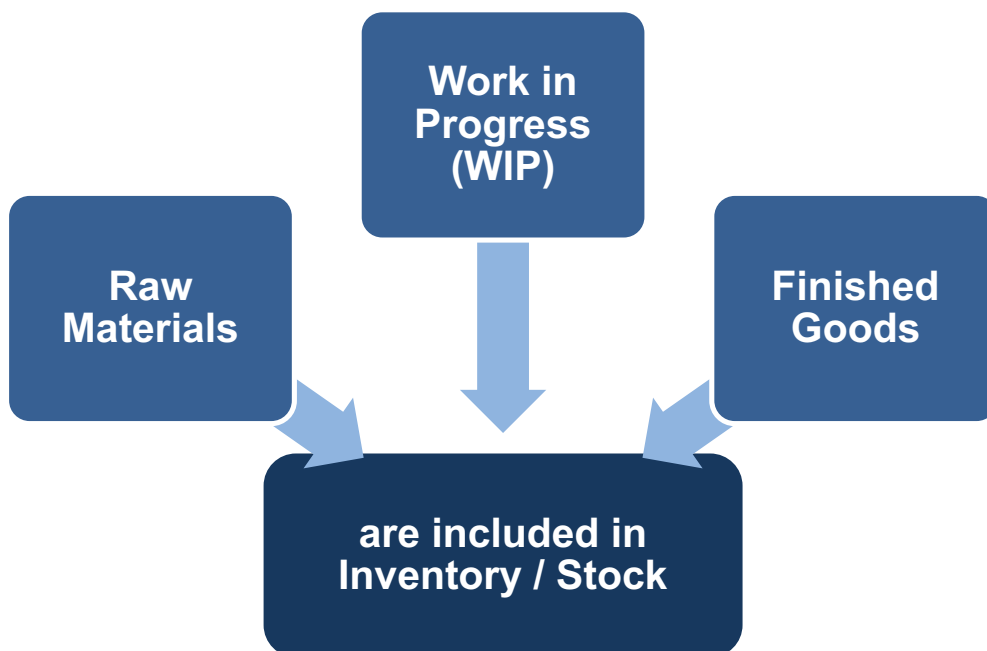 Work in
Progress
(WIP)
Raw
Materials
Finished
Goods
are included in
Inventory / Stock